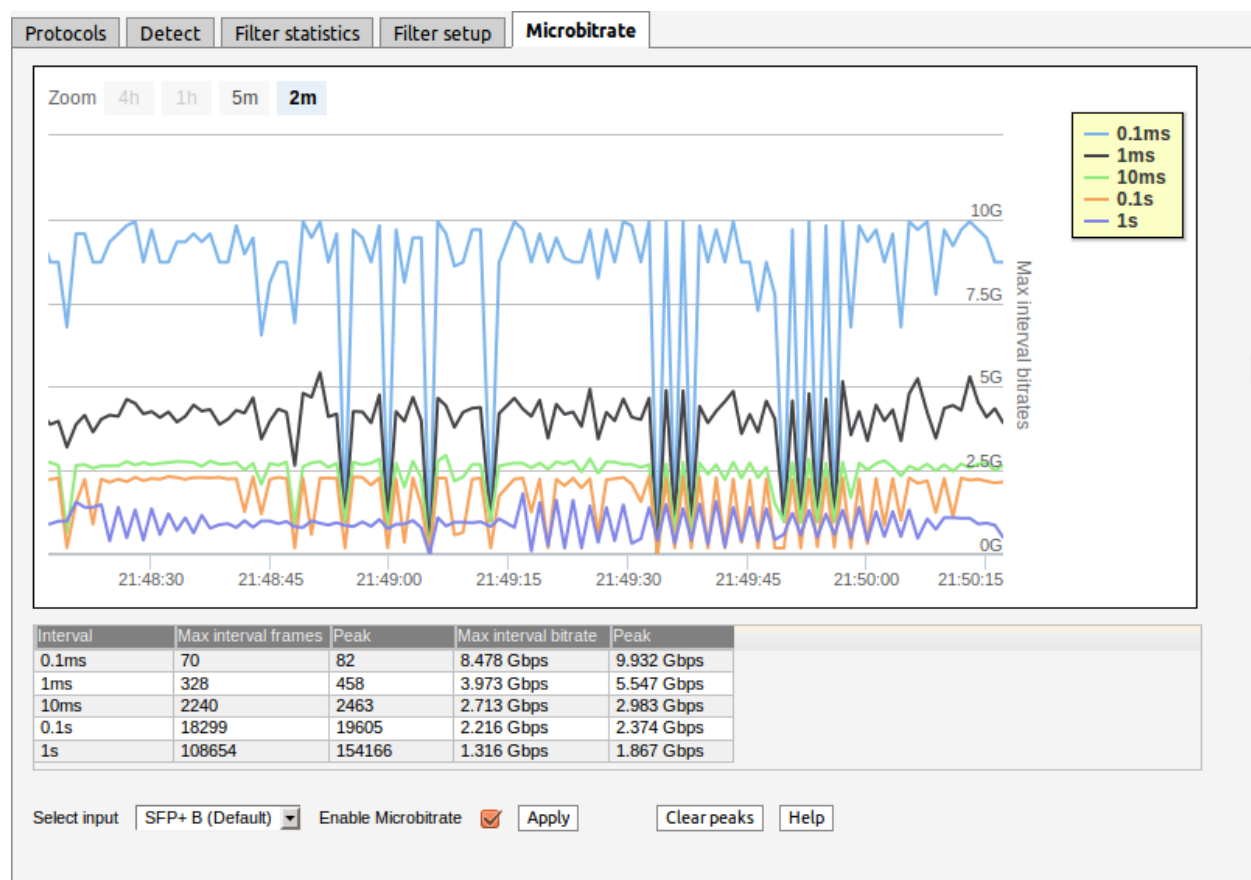 Protocols Detect Filter statistics Filter setup Microbitrate
Zoom 4h 1h 5m 2m
0.1ms
1ms
10ms
0.1s
1s
10G
7.5G
5G
2.5G
0G
Max interval bitrates
21:48:30 21:48:45 21:49:00 21:49:15 21:49:30 21:49:45 21:50:00 21:50:15
Interval Max interval frames Peak Max interval bitrate Peak
0.1ms 70 82 8.478 Gbps 9.932 Gbps
1ms 328 458 3.973 Gbps 5.547 Gbps
10ms 2240 2463 2.713 Gbps 2.983 Gbps
0.1s 18299 19605 2.216 Gbps 2.374 Gbps
1s 108654 154166 1.316 Gbps 1.867 Gbps
Select input SFP+ B (Default) Enable Microbitrate Apply Clear peaks Help